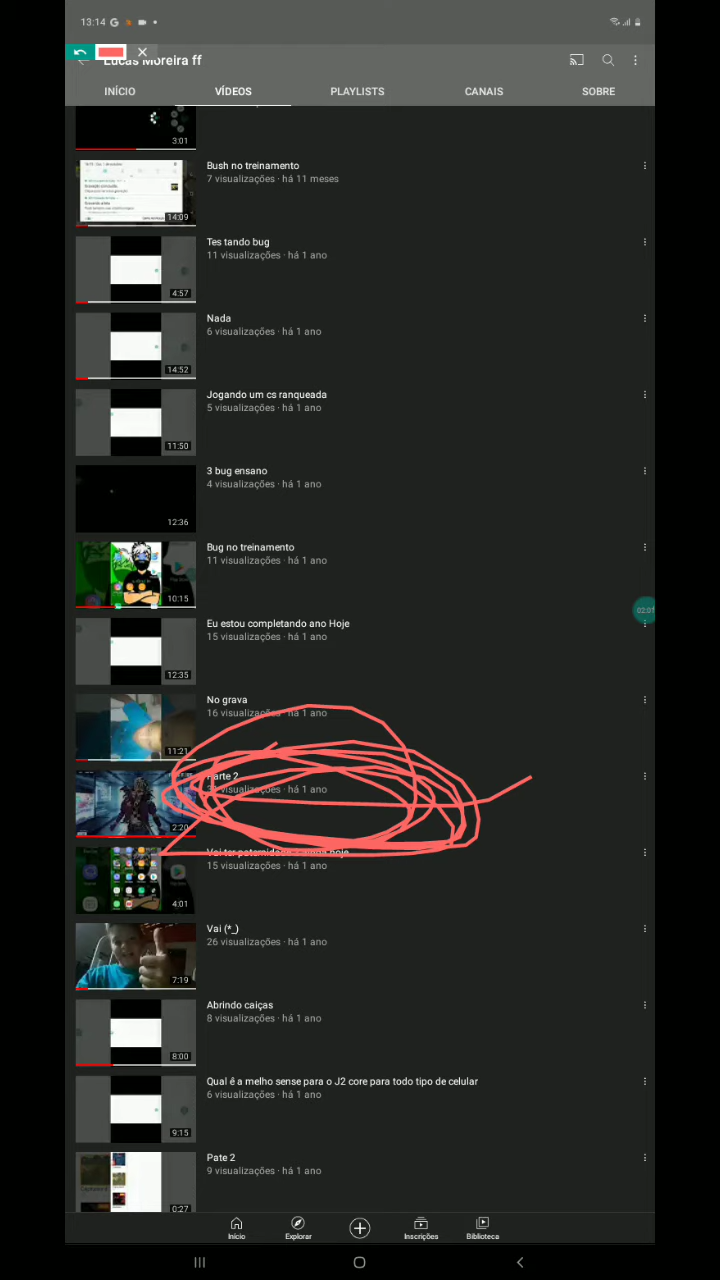 13:14 G
Lucas Moreira ff
INÍCIO VÍDEOS PLAYLISTS CANAIS SOBRE
3:01
Bush no treinamento
7 visualizações · há 11 meses
14:09
Tes tando bug
11 visualizações · há 1 ano
4:57
Nada
6 visualizações · há 1 ano
14:52
Jogando um cs ranqueada
5 visualizações · há 1 ano
11:50
3 bug ensano
4 visualizações · há 1 ano
12:36
Bug no treinamento
11 visualizações · há 1 ano
10:15
02:01
Eu estou completando ano Hoje
15 visualizações · há 1 ano
12:35
No grava
16 visualizações · há 1 ano
11:21
Parte 2
visualizações · há 1 ano
2:20
Vai ter hoje
15 visualizações · há 1 ano
4:01
Vai (*_)
26 visualizações · há 1 ano
7:19
Abrindo caiças
8 visualizações · há 1 ano
8:00
Qual ê a melho sense para o J2 core para todo tipo de celular
6 visualizações · há 1 ano
9:15
Pate 2
9 visualizações · há 1 ano
0:27
Início Explorar Inscrições Biblioteca